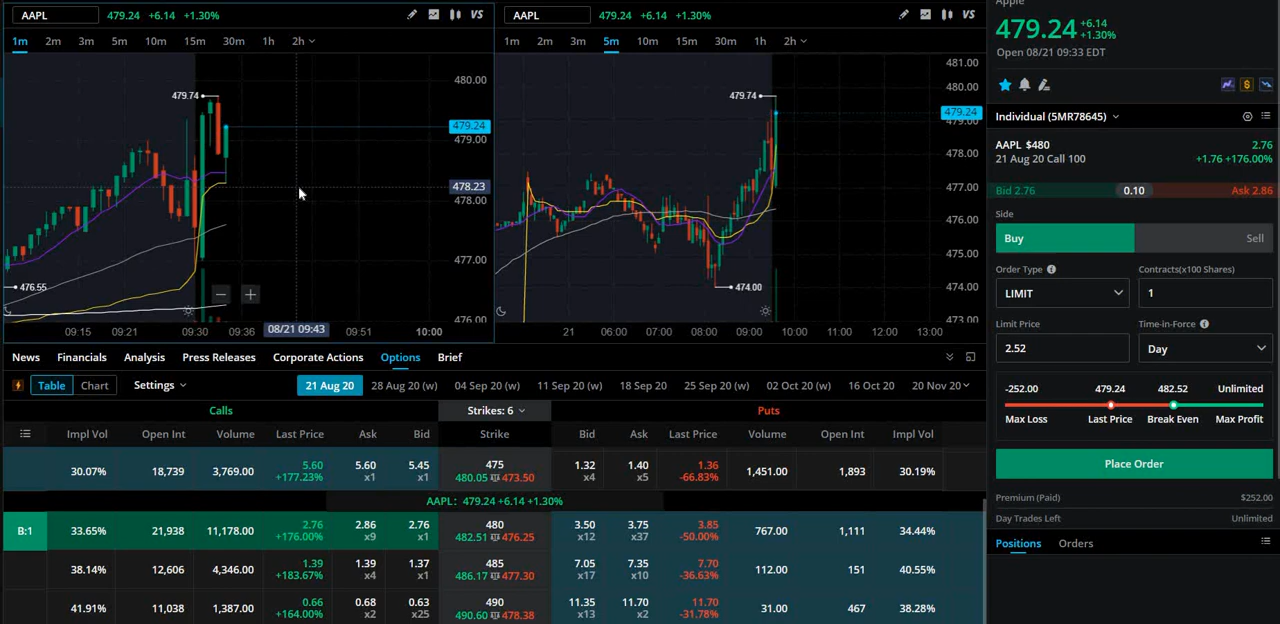 AAPL 479.24 +6.14 +1.30% VS
1m 2m 3m 5m 10m 15m 30m 1h 2h
480.00
479.74
479.24
479.00
478.23
478.00
477.00
476.55
476.00
09:15 09:21 09:30 09:36 08/21 09:43 09:51 10:00
AAPL 479.24 +6.14 +1.30% VS
1m 2m 3m 5m 10m 15m 30m 1h 2h
481.00
480.00
479.74
479.24
479.00
478.00
477.00
476.00
475.00
474.00
474.00
473.00
21 06:00 07:00 08:00 09:00 10:00 11:00 12:00 13:00
Apple
479.24 +6.14
+1.30%
Open 08/21 09:33 EDT
Individual (5MR78645)
AAPL $480 2.76
21 Aug 20 Call 100 +1.76 +176.00%
Bid 2.76 0.10 Ask 2.86
Side
Buy Sell
Order Type Contracts(x100 Shares)
LIMIT 1
Limit Price Time-in-Force
2.52 Day
-252.00 479.24 482.52 Unlimited
Max Loss Last Price Break Even Max Profit
Place Order
Premium (Paid) $252.00
Day Trades Left Unlimited
Positions Orders
News Financials Analysis Press Releases Corporate Actions Options Brief
Table Chart Settings 21 Aug 20 28 Aug 20 (w) 04 Sep 20 (w) 11 Sep 20 (w) 18 Sep 20 25 Sep 20 (w) 02 Oct 20 (w) 16 Oct 20 20 Nov 20
Calls Strikes: 6 Puts
Impl Vol Open Int Volume Last Price Ask Bid Strike Bid Ask Last Price Volume Open Int Impl Vol
30.07% 18,739 3,769.00 5.60 5.60 5.45 475 1.32 1.40 1.36 1,451.00 1,893 30.19%
+177.23% x1 x1 480.05 473.50 x4 x5 -66.83%
AAPL: 479.24 +6.14 +1.30%
B:1 33.65% 21,938 11,178.00 2.76 2.86 2.76 480 3.50 3.75 3.85 767.00 1,111 34.44%
+176.00% x9 x1 482.51 476.25 x12 x37 -50.00%
38.14% 12,606 4,346.00 1.39 1.39 1.37 485 7.05 7.35 7.70 112.00 151 40.55%
+183.67% x4 x1 486.17 477.30 x17 x10 -36.63%
41.91% 11,038 1,387.00 0.66 0.68 0.63 490 11.35 11.70 11.70 31.00 467 38.28%
+164.00% x2 x25 490.60 478.38 x13 x2 -31.78%